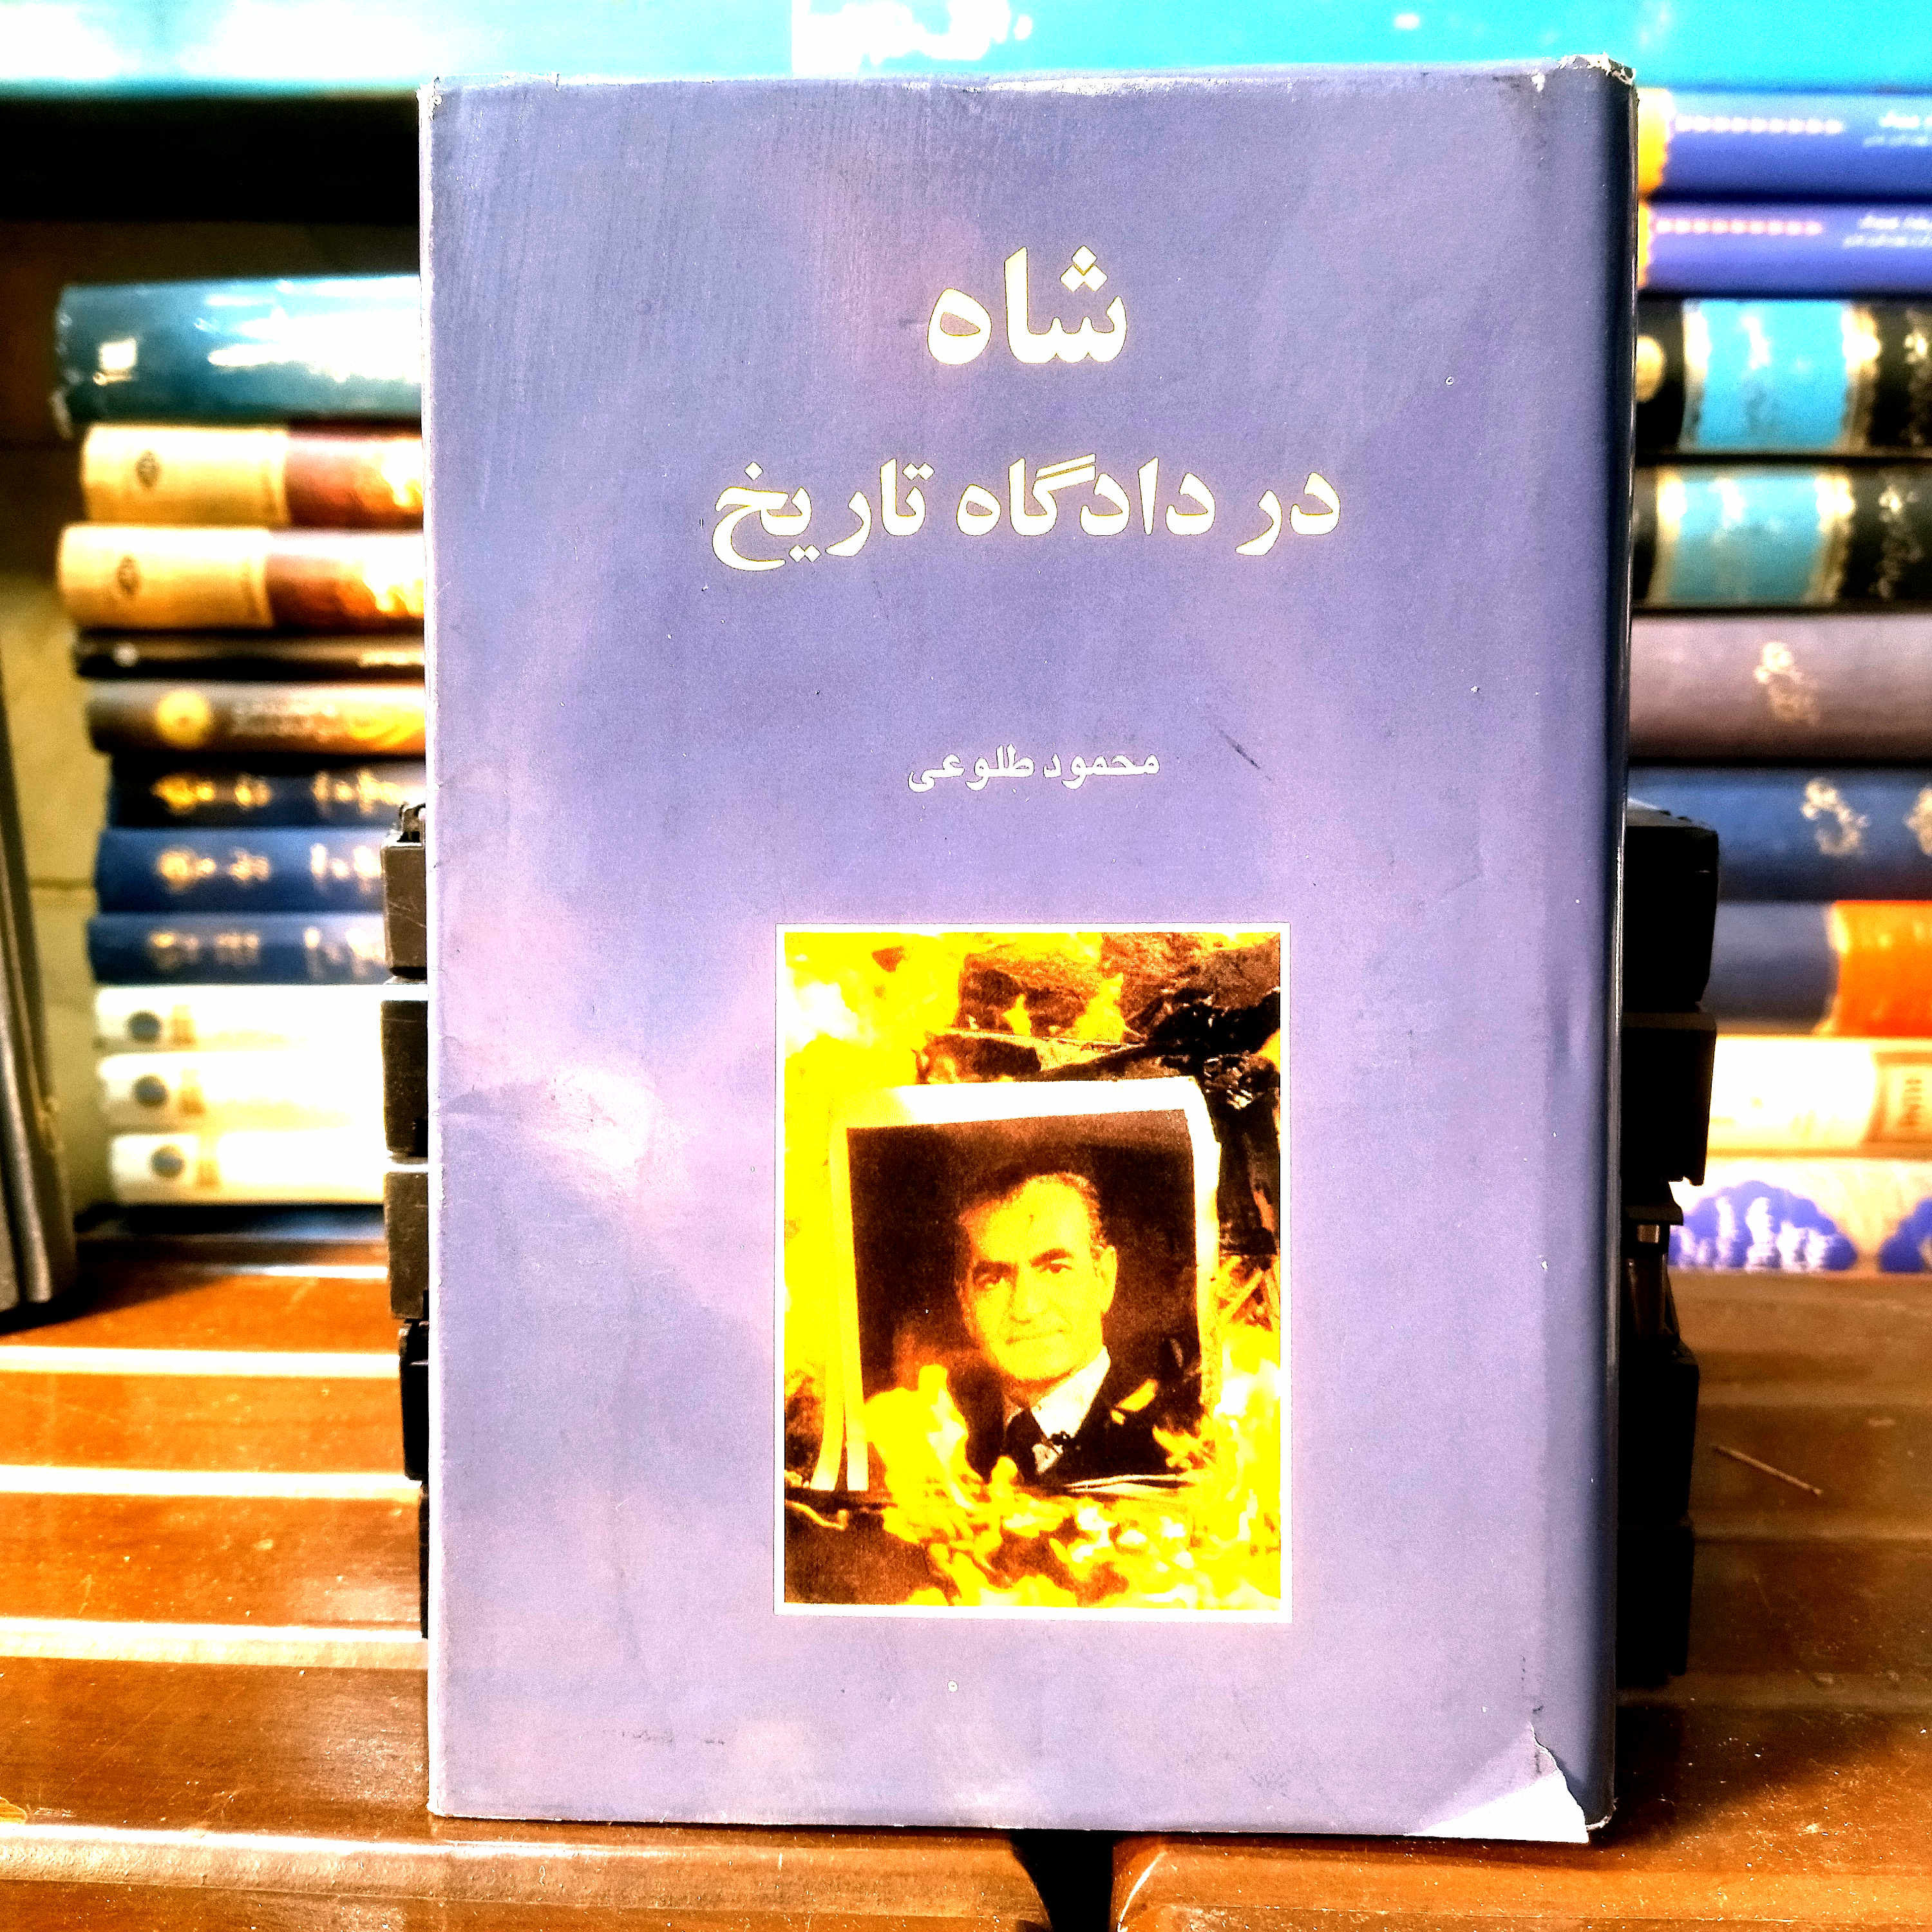 شاه
در دادگاه تاریخ
محمود طلوعی